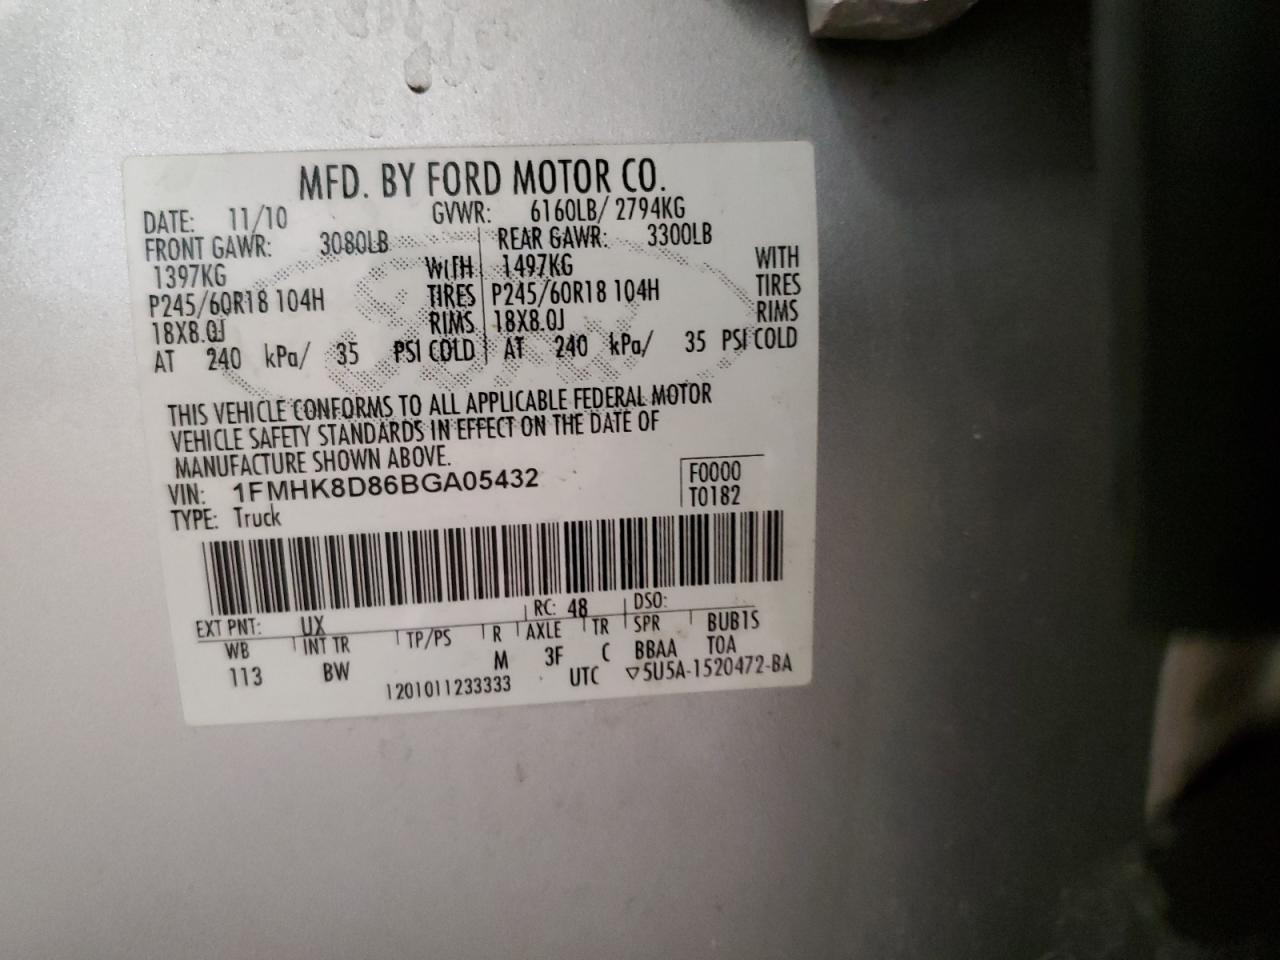 MFD. BY FORD MOTOR CO.
DATE: 11/10 GVWR: 6160LB/ 2794KG
FRONT GAWR: 3080LB REAR GAWR: 3300LB
1397KG WITH 1497KG WITH
P245/60R18 104H TIRES P245/60R18 104H TIRES
18X8.0J RIMS 18X8.0J RIMS
AT 240 kPa/ 35 PSI COLD AT 240 kPa/ 35 PSI COLD
THIS VEHICLE CONFORMS TO ALL APPLICABLE FEDERAL MOTOR
VEHICLE SAFETY STANDARDS IN EFFECT ON THE DATE OF
MANUFACTURE SHOWN ABOVE.
VIN: 1FMHK8D86BGA05432 F0000
TYPE: Truck T0182
EXT PNT: UX RC: 48 DSO:
WB INT TR TP/PS R AXLE TR SPR BUB1S
113 BW M 3F C BBAA TOA
1201011233333 UTC ▽5U5A-1520472-BA